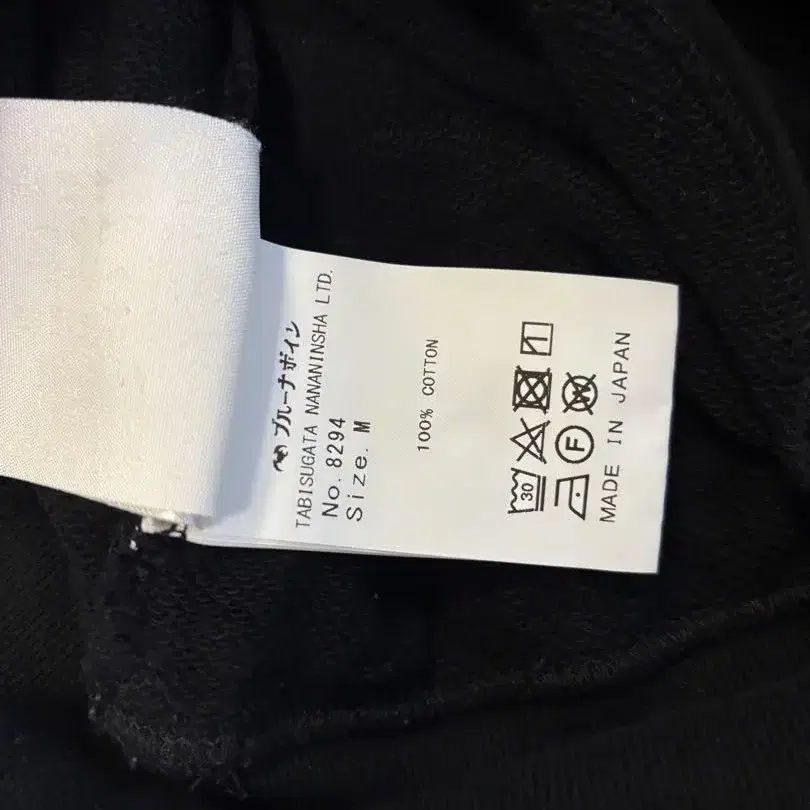 ブルーナボイン
TABISUGATA NANANINSHA LTD.
No. 8294
Size. M
100% COTTON
30
F
W
MADE IN JAPAN